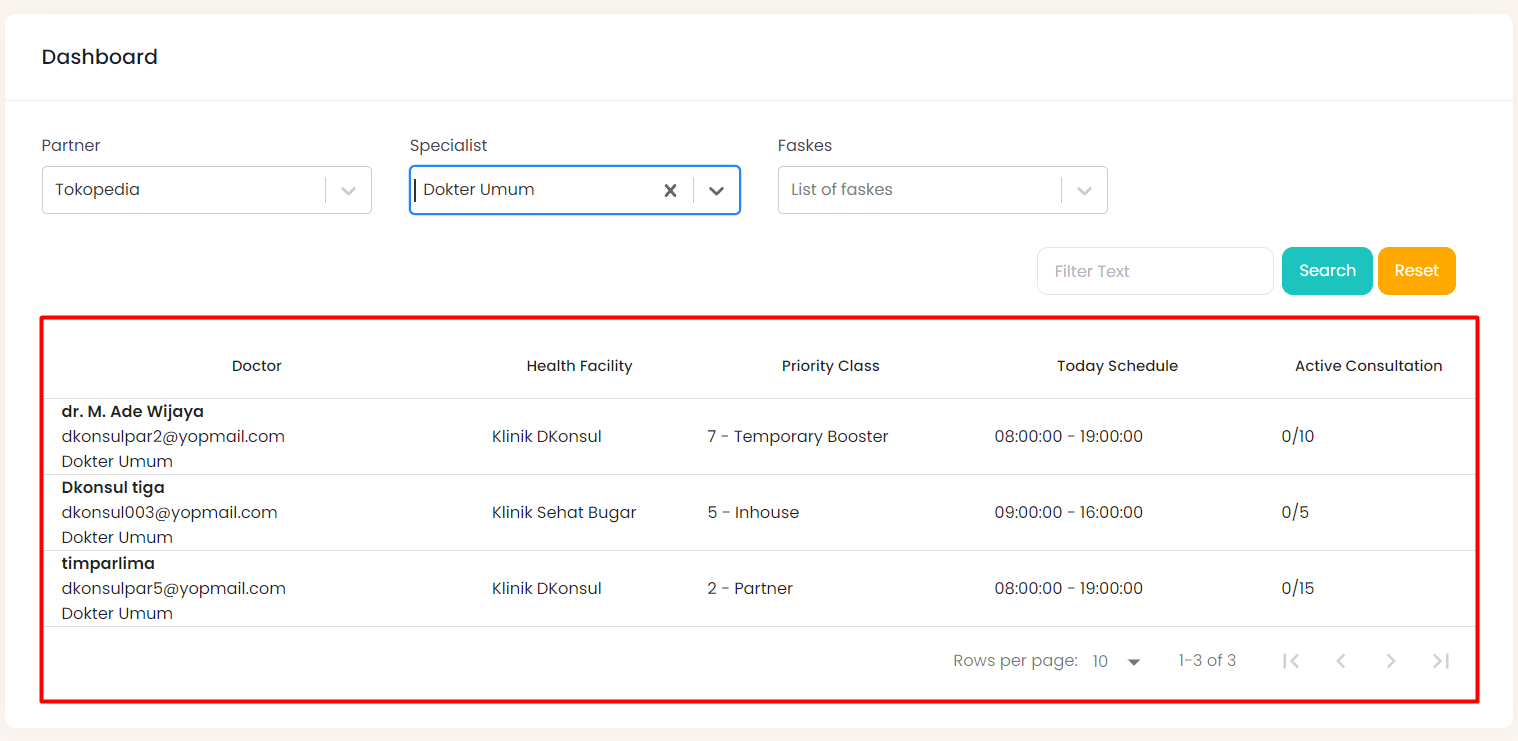 Dashboard
Partner Specialist Faskes
Tokopedia Dokter Umum List of faskes
Filter Text Search Reset
Doctor Health Facility Priority Class Today Schedule Active Consultation
dr. M. Ade Wijaya
dkonsulpar2@yopmail.com Klinik DKonsul 7 - Temporary Booster 08:00:00 - 19:00:00 0/10
Dokter Umum
Dkonsul tiga
dkonsul003@yopmail.com Klinik Sehat Bugar 5 - Inhouse 09:00:00 - 16:00:00 0/5
Dokter Umum
timparlima
dkonsulpar5@yopmail.com Klinik DKonsul 2 - Partner 08:00:00 - 19:00:00 0/15
Dokter Umum
Rows per page: 10 1-3 of 3